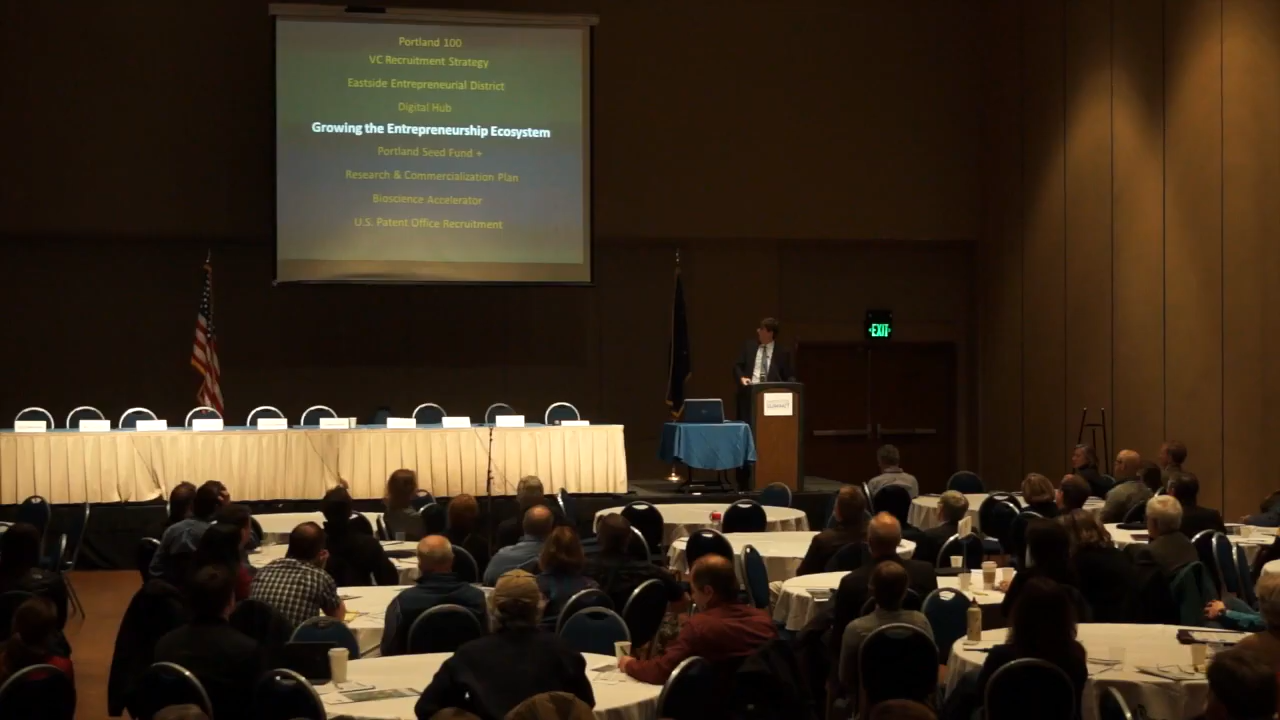 Portland 100
VC Recruitment Strategy
Eastside Entrepreneurial District
Digital Hub
Growing the Entrepreneurship Ecosystem
Portland Seed Fund +
Research & Commercialization Plan
Bioscience Accelerator
U.S. Patent Office Recruitment
EXIT